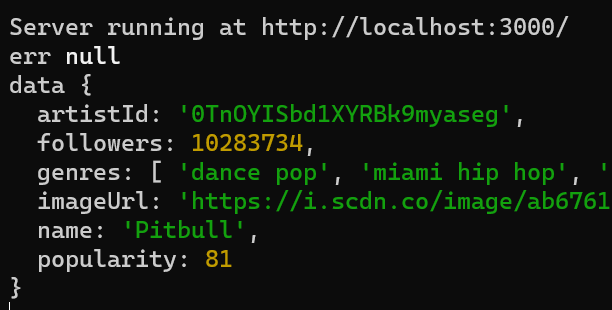 Server running at http://localhost:3000/
err null
data {
  artistId: '0TnOYISbd1XYRBk9myaseg',
  followers: 10283734,
  genres: [ 'dance pop', 'miami hip hop', '
  imageUrl: 'https://i.scdn.co/image/ab6761
  name: 'Pitbull',
  popularity: 81
}